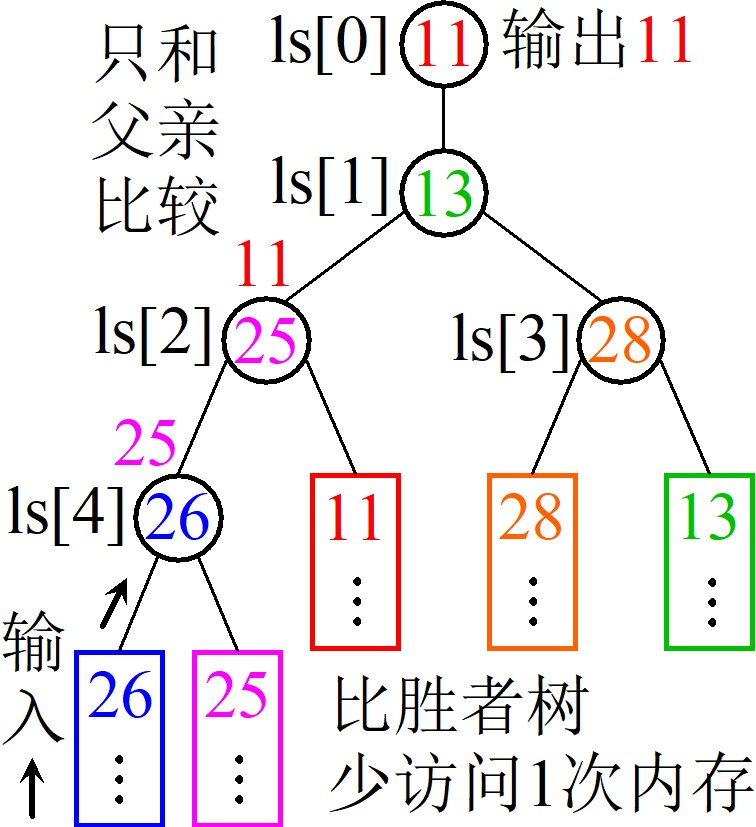 只和
父亲
比较
ls[0] 11 输出11
ls[1] 13
11
ls[2] 25
ls[3] 28
25
ls[4] 26
11
⋮
28
⋮
13
⋮
输
入
26
⋮
25
⋮
比胜者树
少访问1次内存